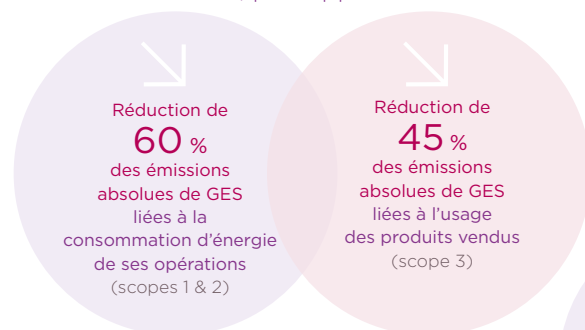 Réduction de
60 %
des émissions
absolues de GES
liées à la
consommation d’énergie
de ses opérations
(scopes 1 & 2)
Réduction de
45 %
des émissions
absolues de GES
liées à l’usage
des produits vendus
(scope 3)